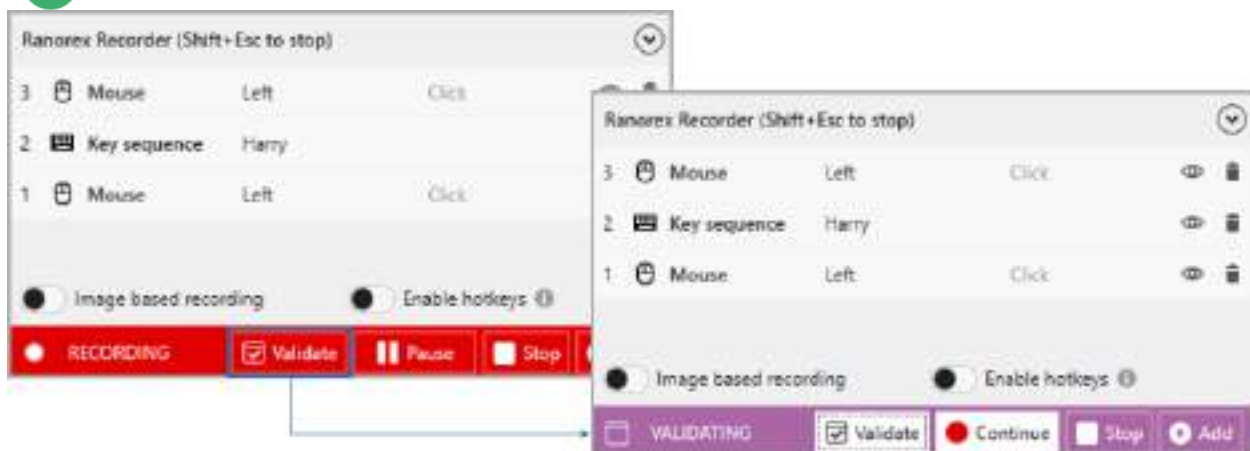 Ranorex Recorder (Shift+Esc to stop)
3 Mouse Left Click
2 Key sequence Harry
1 Mouse Left Click
Image based recording Enable hotkeys
RECORDING Validate Pause Stop
Ranorex Recorder (Shift+Esc to stop)
3 Mouse Left Click
2 Key sequence Harry
1 Mouse Left Click
Image based recording Enable hotkeys
VALIDATING Validate Continue Stop Add